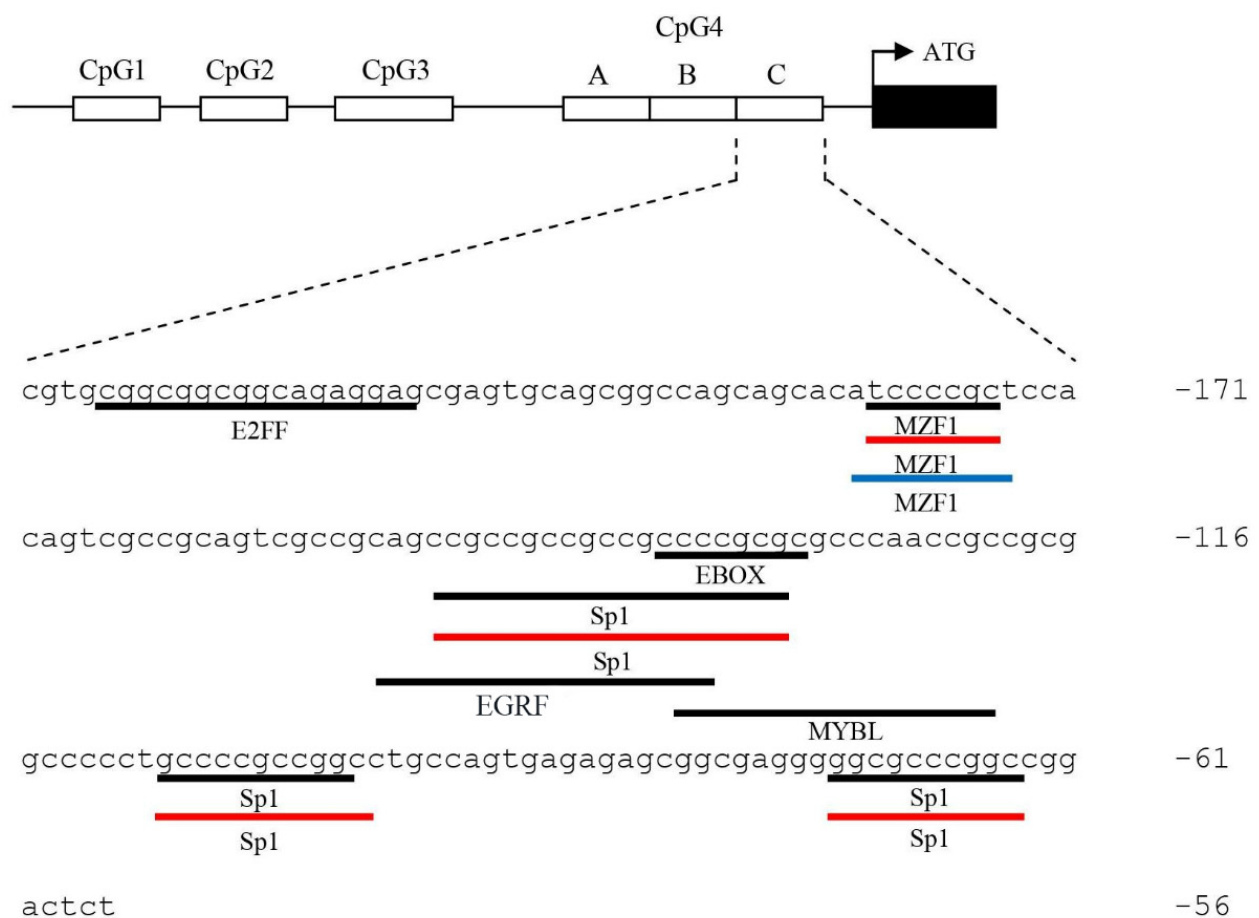 CpG4
CpG1 CpG2 CpG3 A B C ATG
cgtgcggcggcggcagaggagcgagtgcagcggccagcagcacatccccgctcca -171
E2FF MZF1
MZF1
MZF1
cagtcgccgcagtcgccgcagccgccgccgccgccccgcgcgcccaaccgccgcg -116
EBOX
Sp1
Sp1
EGRF
MYBL
gccccctgccccgccggcctgccagtgagagagcggcgagggggcgcccggccgg -61
Sp1 Sp1
Sp1 Sp1
actct -56